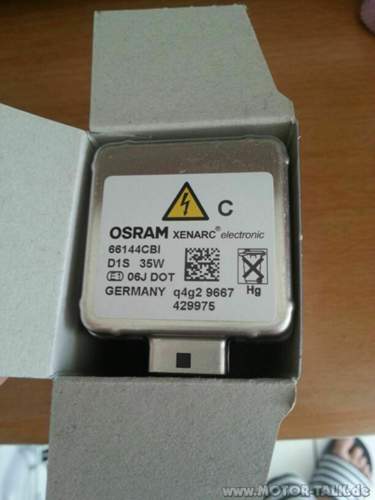 C
OSRAM XENARC® electronic
66144CBI
D1S 35W
E1 06J DOT
Hg
GERMANY q4g2 9667
429975
www.MOTOR-TALK.de